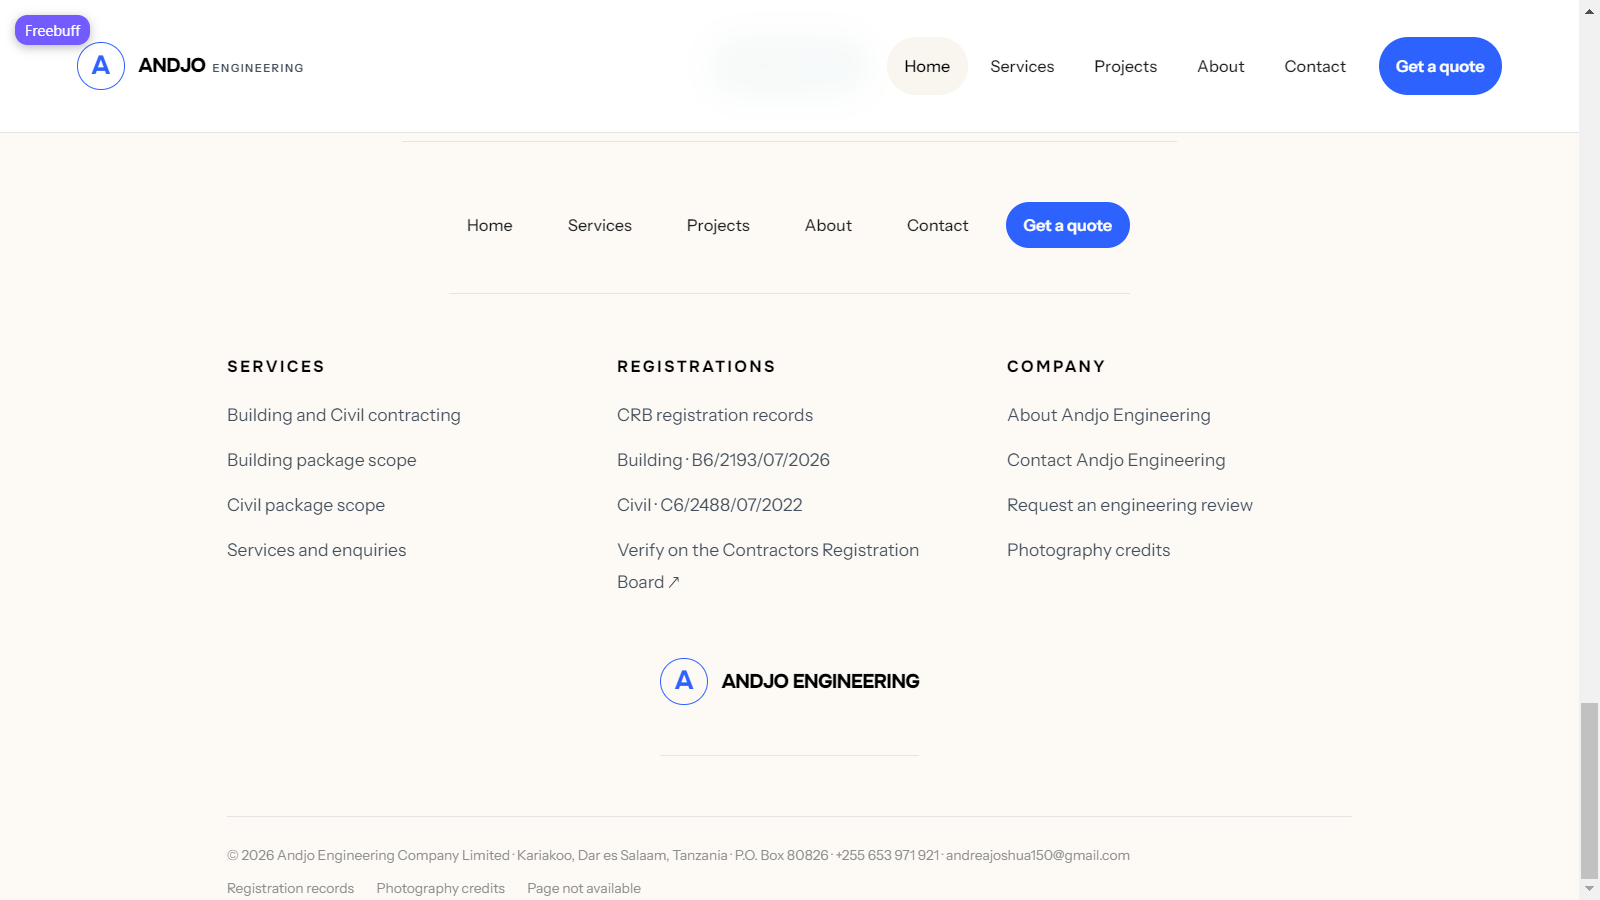 Freebuff
A ANDJO ENGINEERING
Home Services Projects About Contact Get a quote
Home Services Projects About Contact Get a quote
SERVICES
Building and Civil contracting
Building package scope
Civil package scope
Services and enquiries
REGISTRATIONS
CRB registration records
Building · B6/2193/07/2026
Civil · C6/2488/07/2022
Verify on the Contractors Registration
Board ↗
COMPANY
About Andjo Engineering
Contact Andjo Engineering
Request an engineering review
Photography credits
A ANDJO ENGINEERING
© 2026 Andjo Engineering Company Limited · Kariakoo, Dar es Salaam, Tanzania · P.O. Box 80826 · +255 653 971 921 · andreajoshua150@gmail.com
Registration records Photography credits Page not available